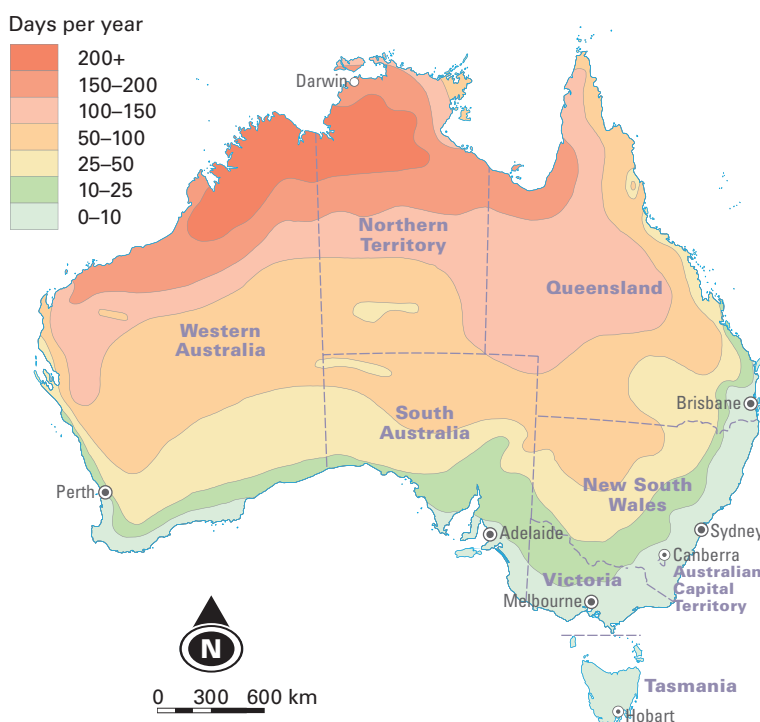 Days per year
200+
150–200
100–150
50–100
25–50
10–25
0–10
Darwin
Northern
Territory
Queensland
Western
Australia
South
Australia
Brisbane
Perth
New South
Wales
Adelaide
Sydney
Canberra
Australian
Capital
Territory
Victoria
Melbourne
N
0 300 600 km
Tasmania
Hobart